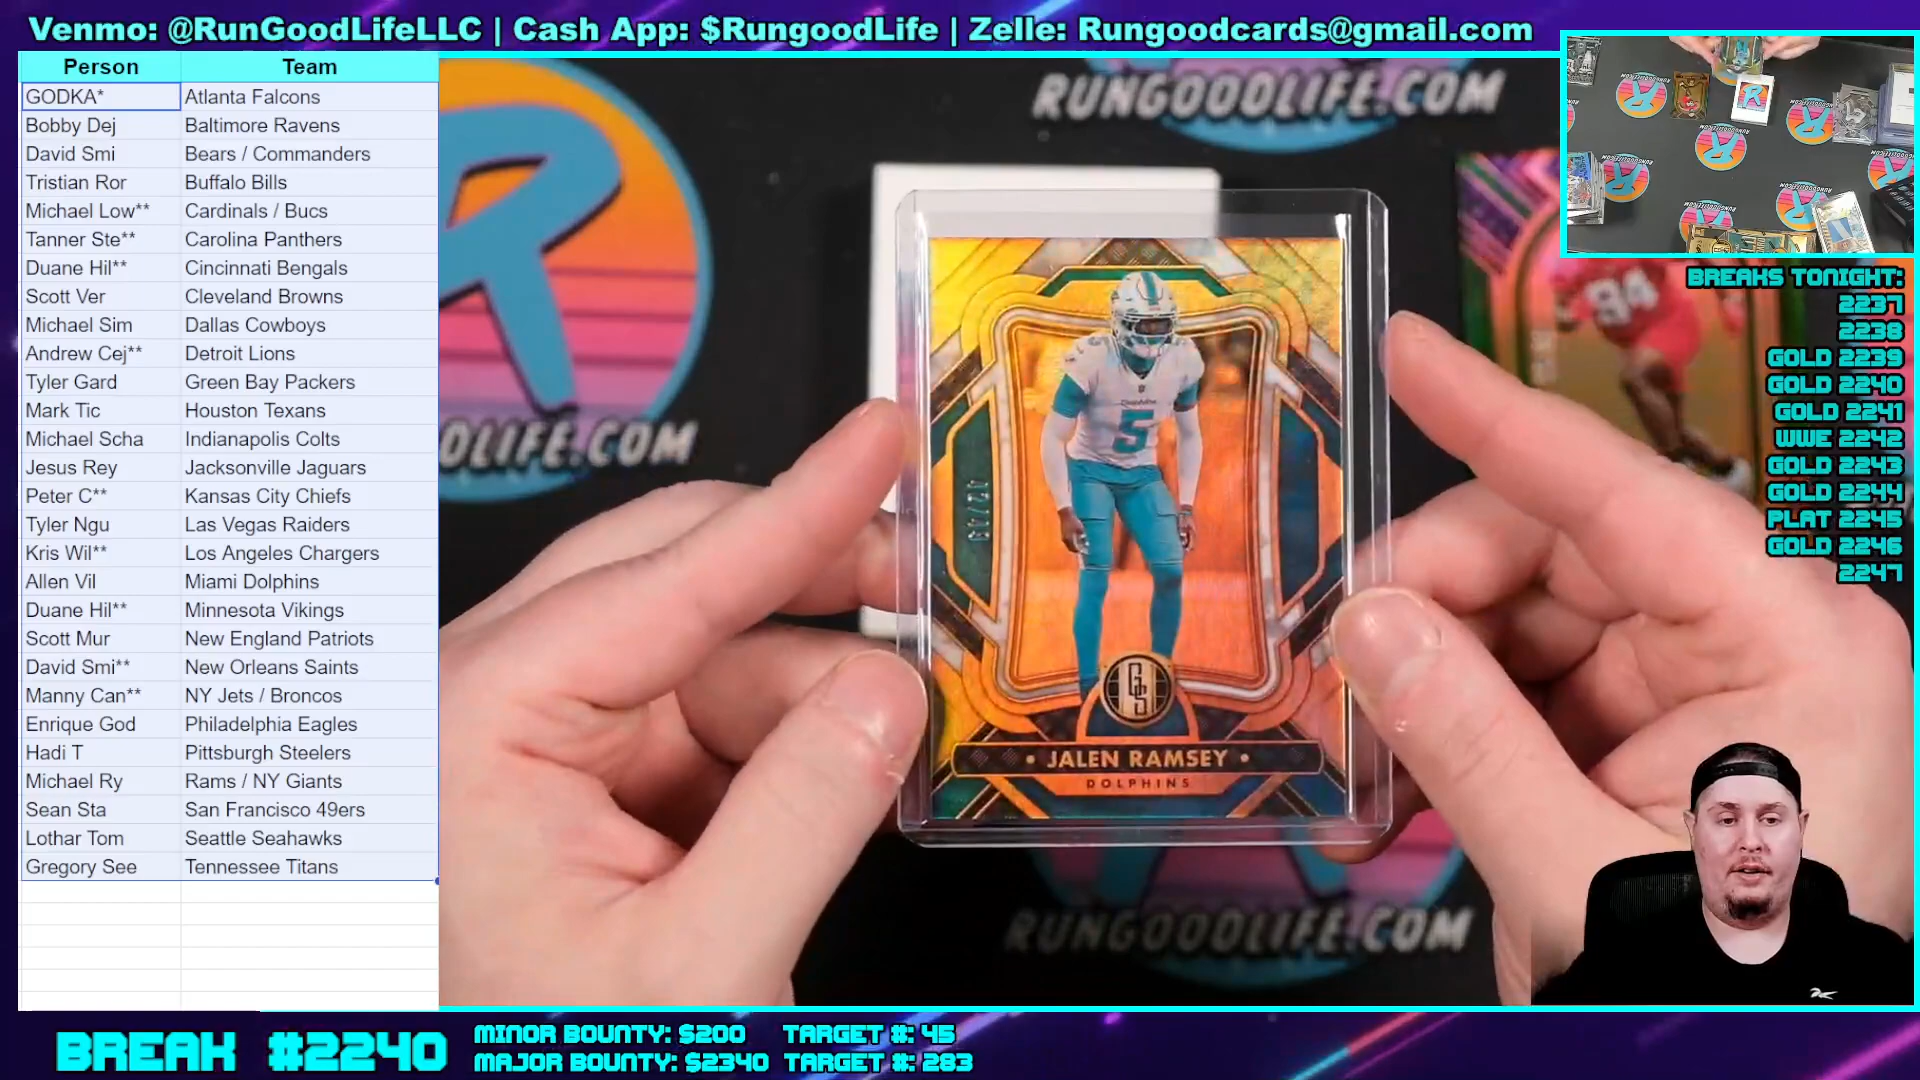 Venmo: @RunGoodLifeLLC | Cash App: $RungoodLife | Zelle: Rungoodcards@gmail.com
Person Team
GODKA* Atlanta Falcons
Bobby Dej Baltimore Ravens
David Smi Bears / Commanders
Tristian Ror Buffalo Bills
Michael Low** Cardinals / Bucs
Tanner Ste** Carolina Panthers
Duane Hil** Cincinnati Bengals
Scott Ver Cleveland Browns
Michael Sim Dallas Cowboys
Andrew Cej** Detroit Lions
Tyler Gard Green Bay Packers
Mark Tic Houston Texans
Michael Scha Indianapolis Colts
Jesus Rey Jacksonville Jaguars
Peter C** Kansas City Chiefs
Tyler Ngu Las Vegas Raiders
Kris Wil** Los Angeles Chargers
Allen Vil Miami Dolphins
Duane Hil** Minnesota Vikings
Scott Mur New England Patriots
David Smi** New Orleans Saints
Manny Can** NY Jets / Broncos
Enrique God Philadelphia Eagles
Hadi T Pittsburgh Steelers
Michael Ry Rams / NY Giants
Sean Sta San Francisco 49ers
Lothar Tom Seattle Seahawks
Gregory See Tennessee Titans
RUNGOODLIFE.COM
R
OLIFE.COM
94
5
GS
• JALEN RAMSEY •
DOLPHINS
RUNGOODLIFE.COM
BREAKS TONIGHT:
2237
2238
GOLD 2239
GOLD 2240
GOLD 2241
WWE 2242
GOLD 2243
GOLD 2244
PLAT 2245
GOLD 2246
2247
BREAK #2240
MINOR BOUNTY: $200 TARGET #: 45
MAJOR BOUNTY: $2340 TARGET #: 283